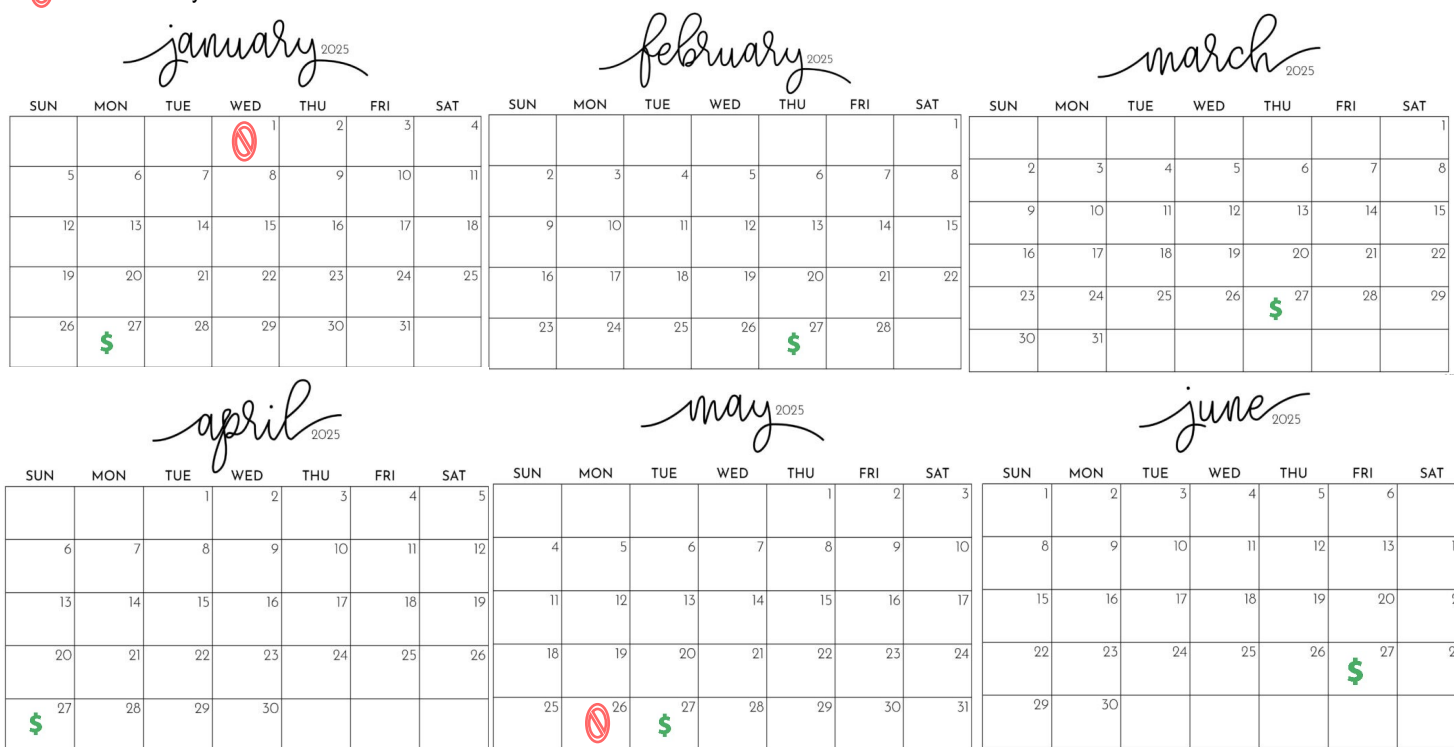 january 2025
SUN MON TUE WED THU FRI SAT
1 2 3 4
5 6 7 8 9 10 11
12 13 14 15 16 17 18
19 20 21 22 23 24 25
26 $ 27 28 29 30 31
february 2025
SUN MON TUE WED THU FRI SAT
1
2 3 4 5 6 7 8
9 10 11 12 13 14 15
16 17 18 19 20 21 22
23 24 25 26 $ 27 28
march 2025
SUN MON TUE WED THU FRI SAT
1
2 3 4 5 6 7 8
9 10 11 12 13 14 15
16 17 18 19 20 21 22
23 24 25 26 $ 27 28 29
30 31
april 2025
SUN MON TUE WED THU FRI SAT
1 2 3 4 5
6 7 8 9 10 11 12
13 14 15 16 17 18 19
20 21 22 23 24 25 26
$ 27 28 29 30
may 2025
SUN MON TUE WED THU FRI SAT
1 2 3
4 5 6 7 8 9 10
11 12 13 14 15 16 17
18 19 20 21 22 23 24
25 26 $ 27 28 29 30 31
june 2025
SUN MON TUE WED THU FRI SAT
1 2 3 4 5 6
8 9 10 11 12 13
15 16 17 18 19 20
22 23 24 25 26 $ 27
29 30